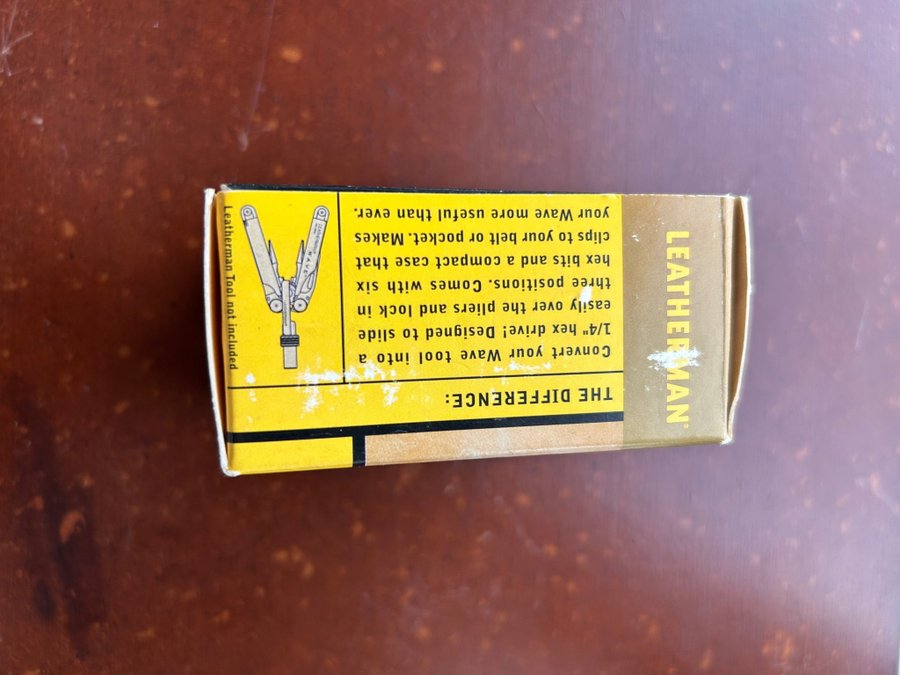 LEATHERMAN®
THE DIFFERENCE:
Convert your Wave tool into a
1/4" hex drive! Designed to slide
easily over the pliers and lock in
three positions. Comes with six
hex bits and a compact case that
clips to your belt or pocket. Makes
your Wave more useful than ever.
WAVE
Leatherman Tool not included